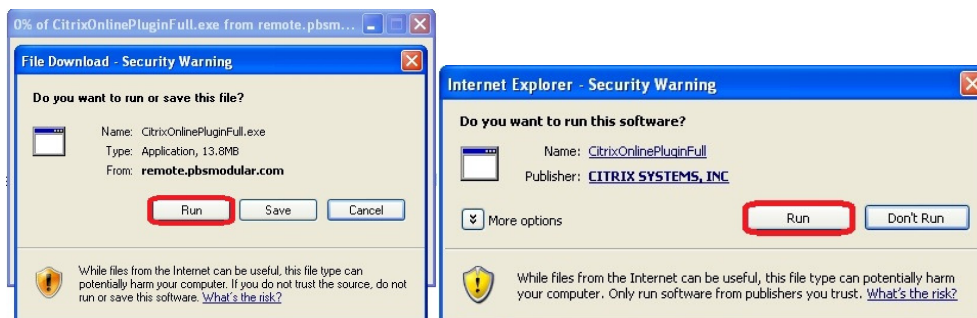 0% of CitrixOnlinePluginFull.exe from remote.pbsm...
File Download - Security Warning
Do you want to run or save this file?
Name: CitrixOnlinePluginFull.exe
Type: Application, 13.8MB
From: remote.pbsmodular.com
Run Save Cancel
While files from the Internet can be useful, this file type can
potentially harm your computer. If you do not trust the source, do not
run or save this software. What's the risk?
Internet Explorer - Security Warning
Do you want to run this software?
Name: CitrixOnlinePluginFull
Publisher: CITRIX SYSTEMS, INC
More options Run Don't Run
While files from the Internet can be useful, this file type can potentially harm
your computer. Only run software from publishers you trust. What's the risk?